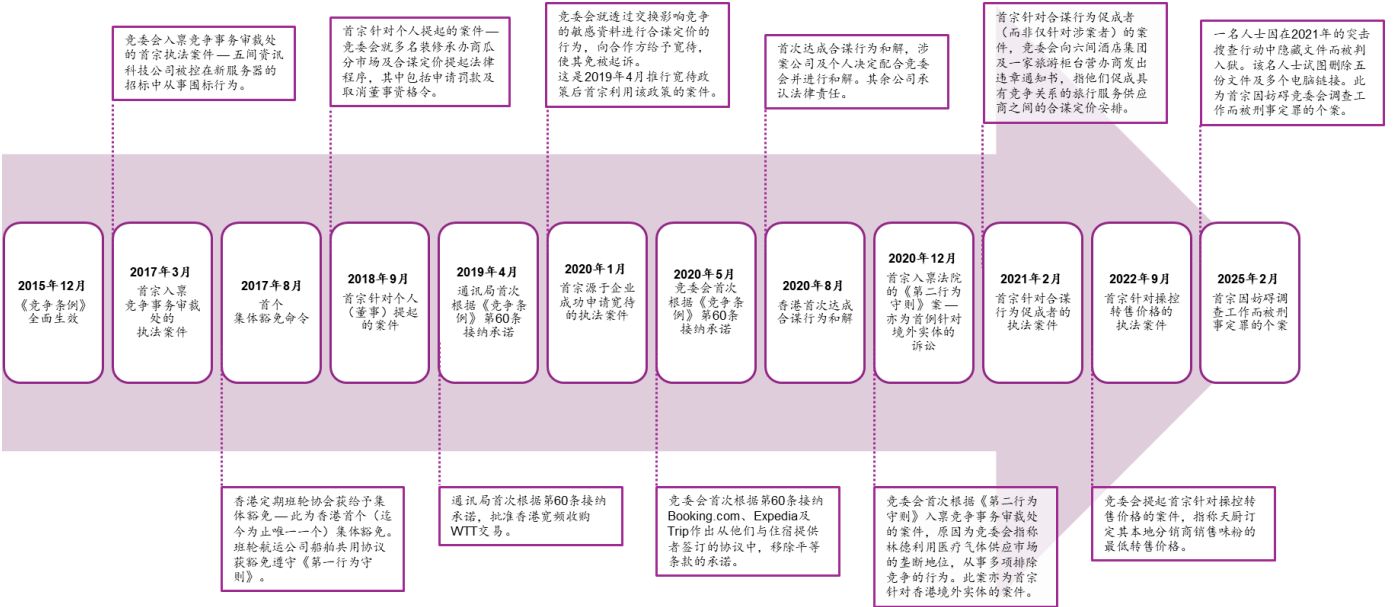 竞委会入禀竞争事务审裁处
的首宗执法案件 — 五间资讯
科技公司被控在新服务器的
招标中从事围标行为。
首宗针对个人提起的案件 —
竞委会就多名装修承办商瓜
分市场及合谋定价提起法律
程序，其中包括申请罚款及
取消董事资格令。
竞委会就透过交换影响竞争
的敏感资料进行合谋定价的
行为，向合作方给予宽待，
使其免被起诉。
这是2019年4月推行宽待政
策后首宗利用该政策的案件。
首次达成合谋行为和解，涉
案公司及个人决定配合竞委
会并进行和解。其余公司承
认法律责任。
首宗针对合谋行为促成者
（而非仅针对涉案者）的案
件，竞委会向六间酒店集团
及一家旅游柜台营办商发出
违章通知书，指他们促成具
有竞争关系的旅行服务供应
商之间的合谋定价安排。
一名人士因在2021年的突击
搜查行动中隐藏文件而被判
入狱。该名人士试图删除五
份文件及多个电脑链接。此
为首宗因妨碍竞委会调查工
作而被刑事定罪的个案。
2015年12月
《竞争条例》
全面生效
2017年3月
首宗入禀
竞争事务审裁
处的
执法案件
2017年8月
首个
集体豁免命令
2018年9月
首宗针对个人
（董事）提起
的案件
2019年4月
通讯局首次
根据《竞争条
例》第60条
接纳承诺
2020年1月
首宗源于企业
成功申请宽待
的执法案件
2020年5月
竞委会首次
根据《竞争条
例》第60条
接纳承诺
2020年8月
香港首次达成
合谋行为和解
2020年12月
首宗入禀法院
的《第二行为
守则》案 —
亦为首例针对
境外实体的
诉讼
2021年2月
首宗针对合谋
行为促成者的
执法案件
2022年9月
首宗针对操控
转售价格的
执法案件
2025年2月
首宗因妨碍调
查工作而被刑
事定罪的个案
香港定期班轮协会获给予集
体豁免 — 此为香港首个（迄
今为止唯一一个）集体豁免。
班轮航运公司船舶共用协议
获豁免遵守《第一行为守
则》。
通讯局首次根据第60条接纳
承诺，批准香港宽频收购
WTT交易。
竞委会首次根据第60条接纳
Booking.com、Expedia及
Trip作出从他们与住宿提供
者签订的协议中，移除平等
条款的承诺。
竞委会首次根据《第二行为
守则》入禀竞争事务审裁处
的案件，原因为竞委会指称
林德利用医疗气体供应市场
的垄断地位，从事多项排除
竞争的行为。此案亦为首宗
针对香港境外实体的案件。
竞委会提起首宗针对操控转
售价格的案件，指称天厨订
定其本地分销商销售味粉的
最低转售价格。